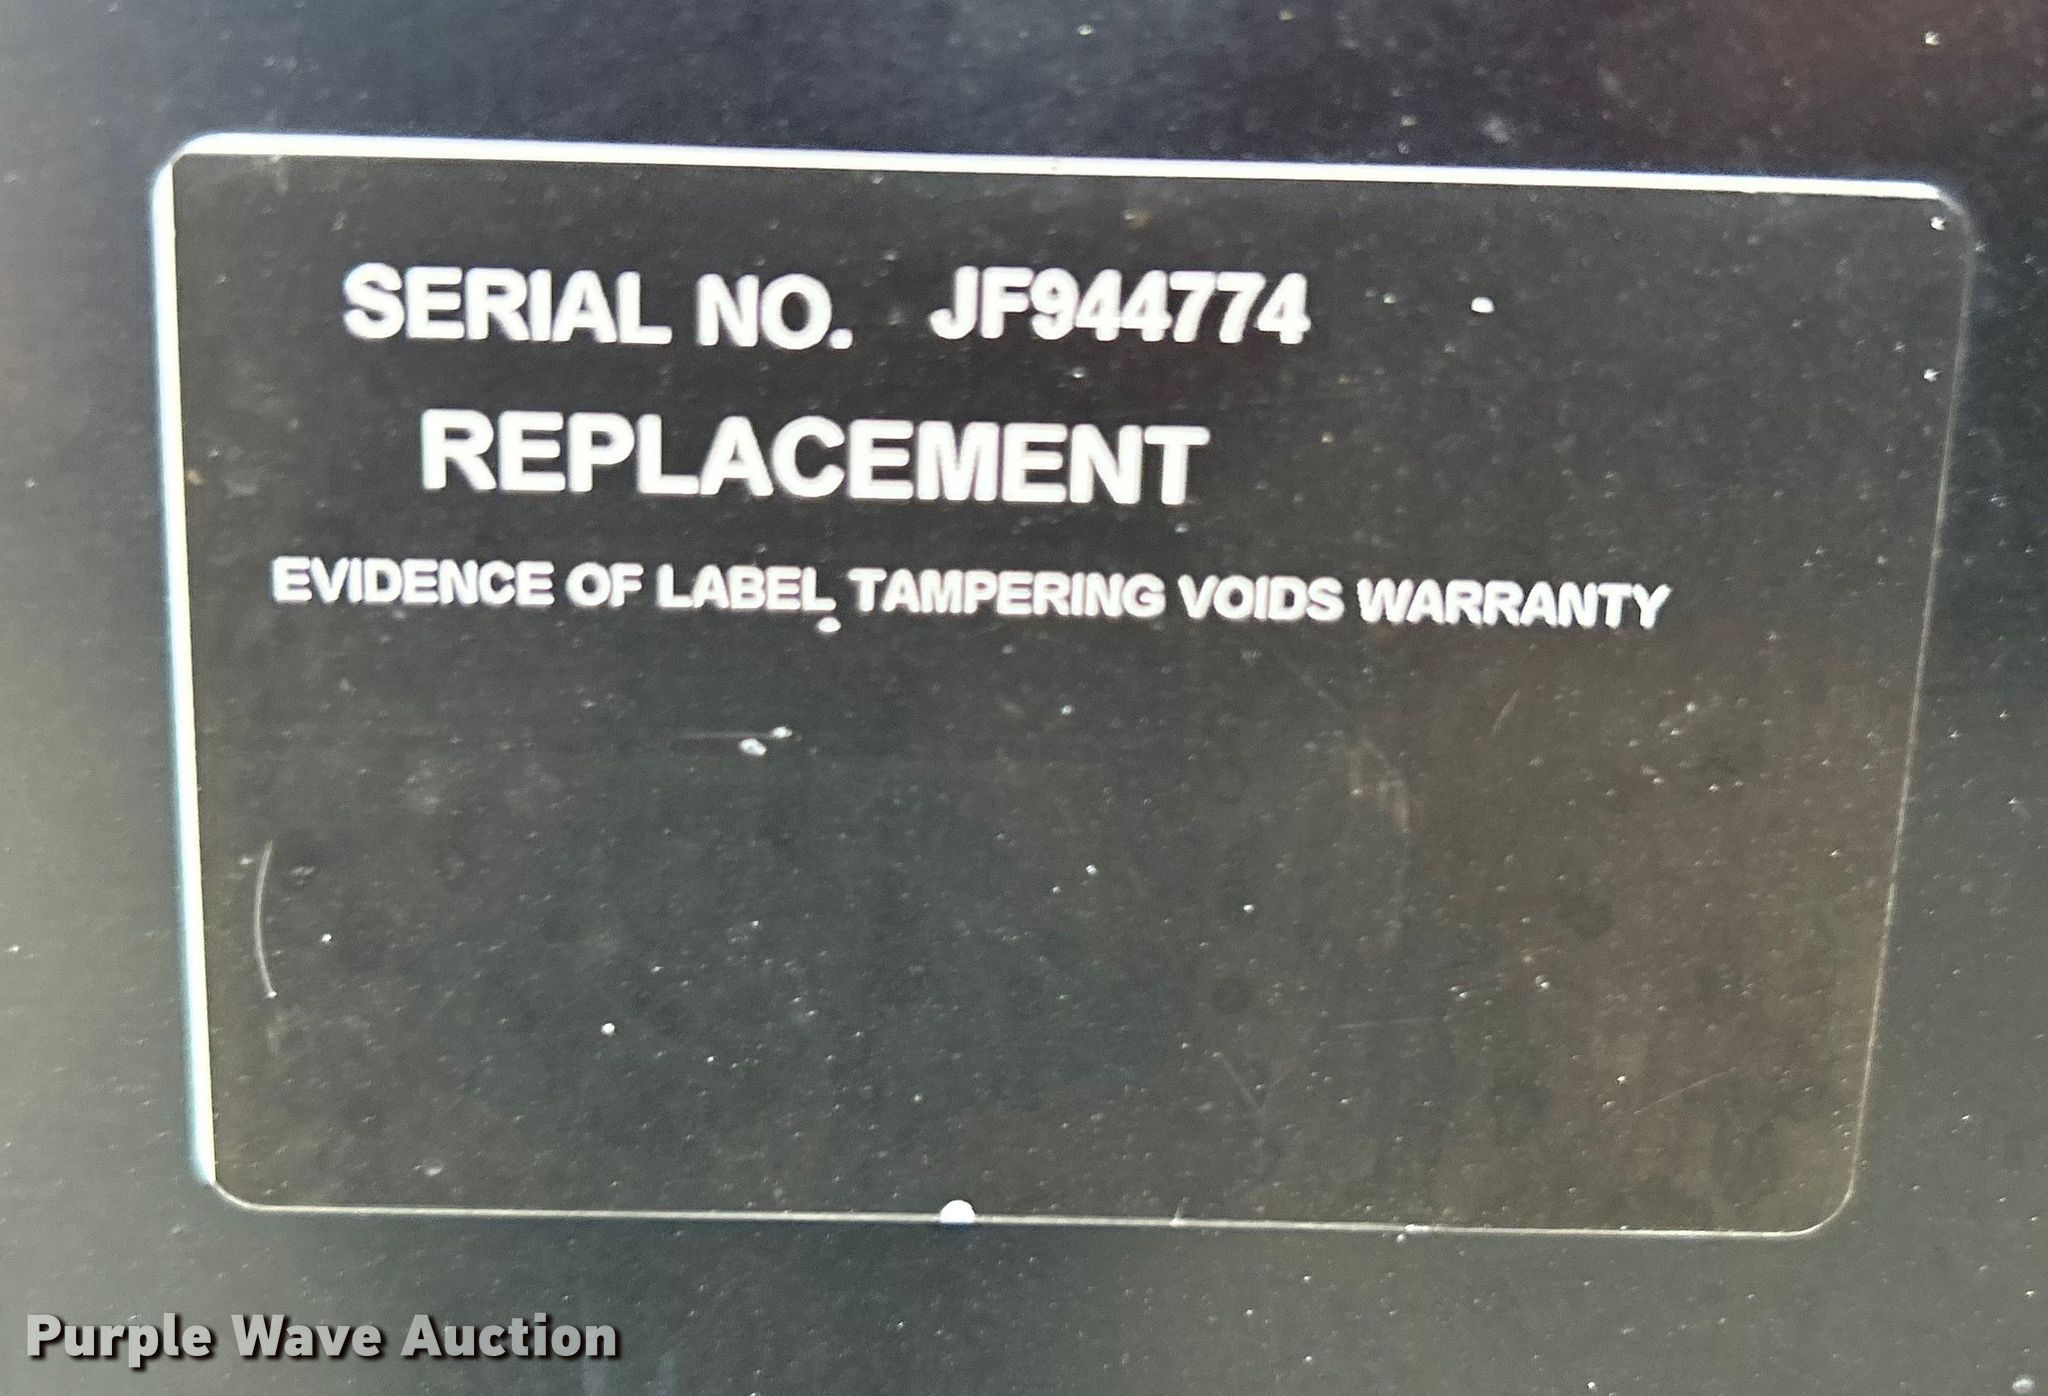 SERIAL NO. JF944774
REPLACEMENT
EVIDENCE OF LABEL TAMPERING VOIDS WARRANTY
Purple Wave Auction